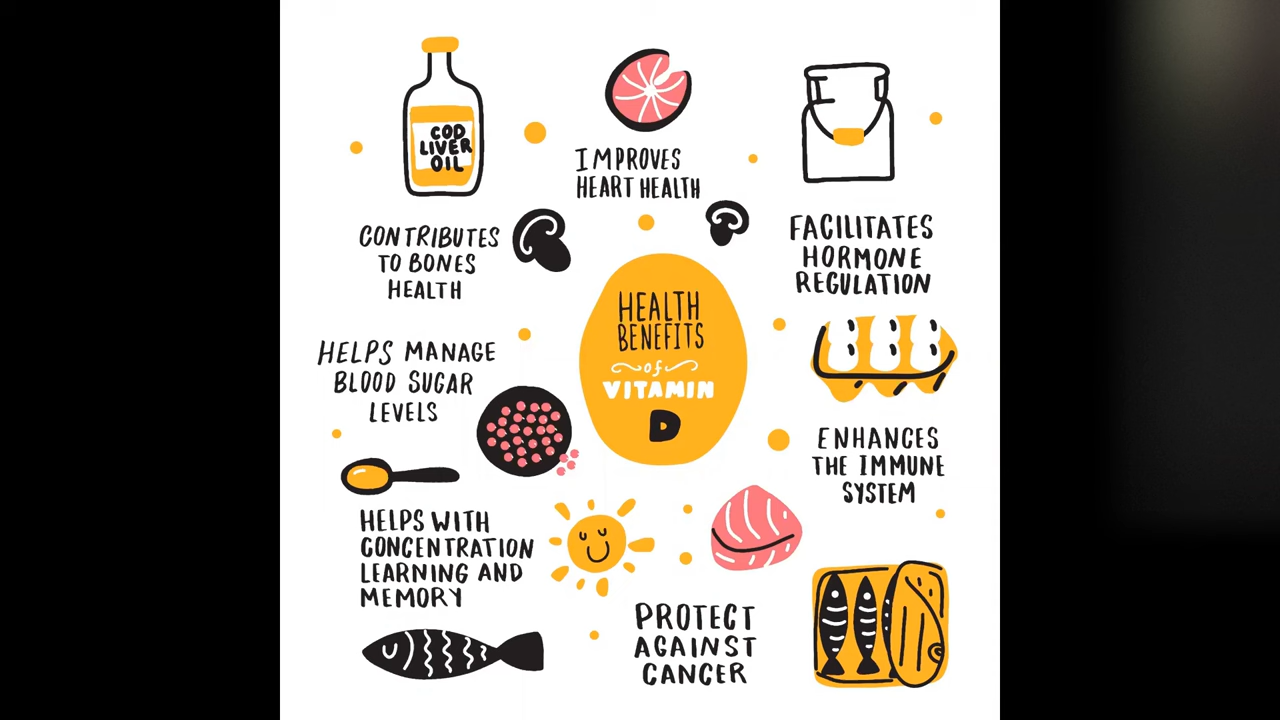 COD
LIVER
OIL
IMPROVES
HEART HEALTH
CONTRIBUTES
TO BONES
HEALTH
FACILITATES
HORMONE
REGULATION
HEALTH
BENEFITS
of
VITAMIN
D
HELPS MANAGE
BLOOD SUGAR
LEVELS
ENHANCES
THE IMMUNE
SYSTEM
HELPS WITH
CONCENTRATION
LEARNING AND
MEMORY
PROTECT
AGAINST
CANCER